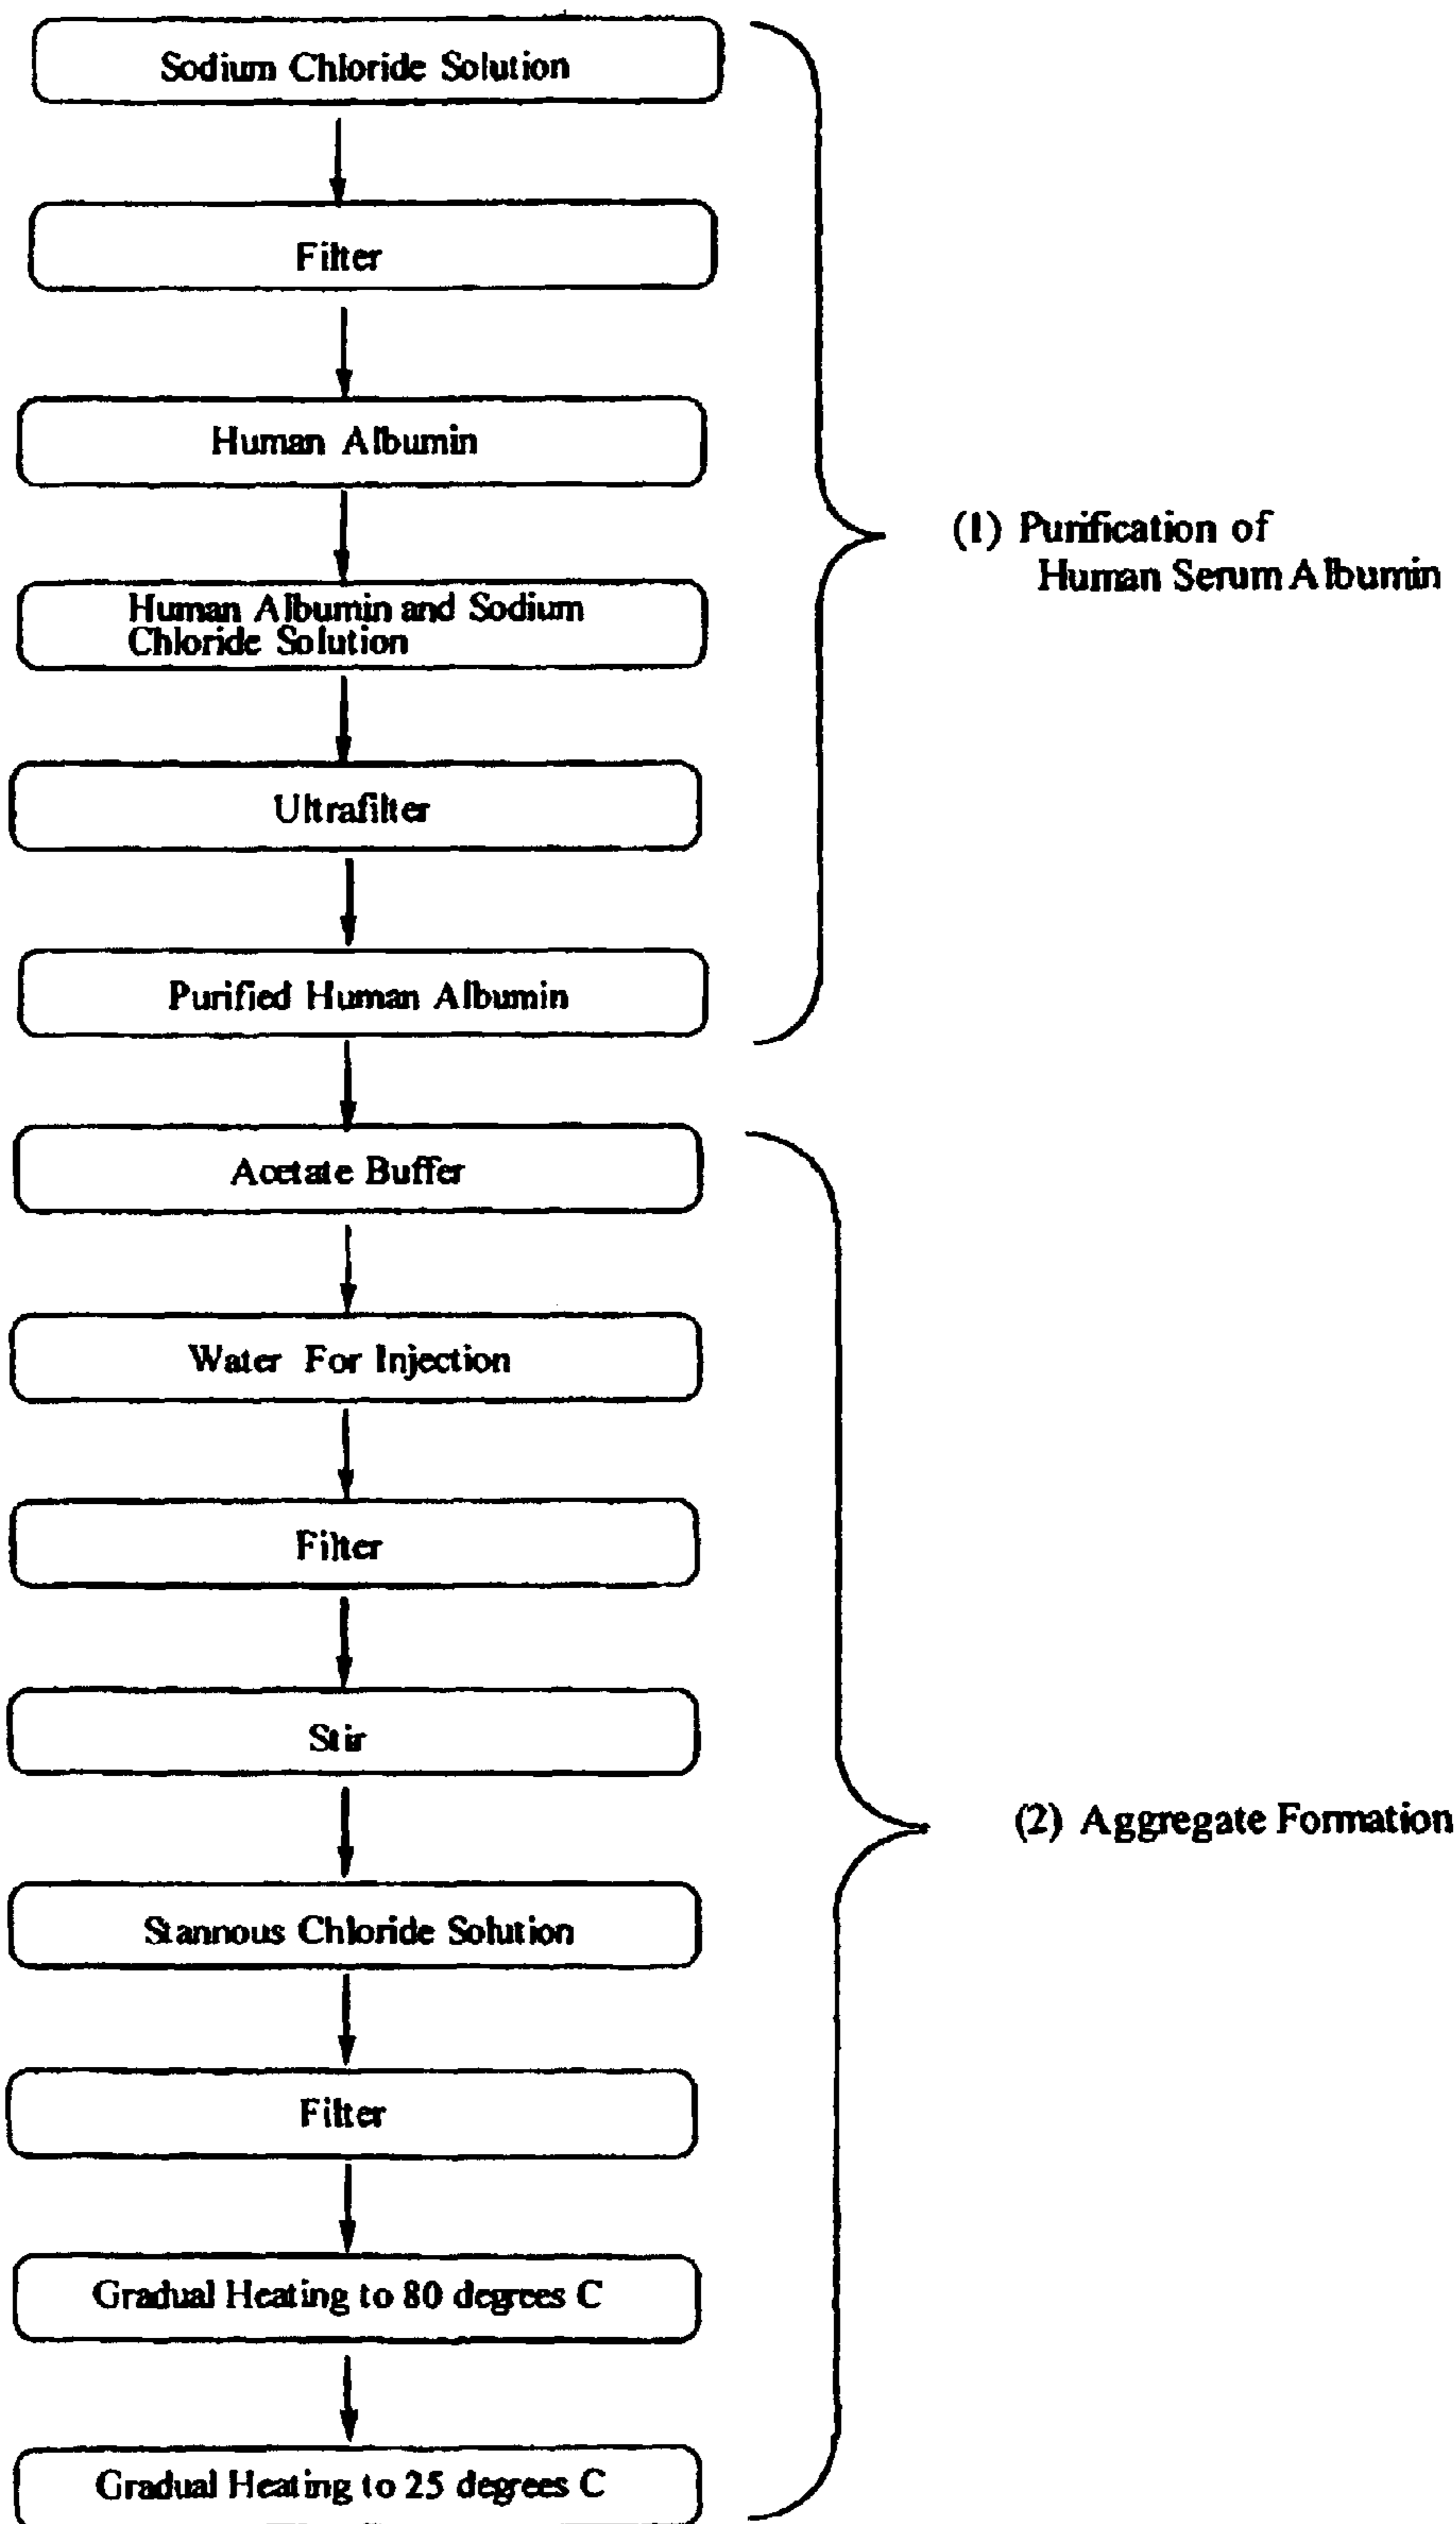 Sodium Chloride Solution
Filter
Human Albumin
Human Albumin and Sodium
Chloride Solution
Ultrafilter
Purified Human Albumin
(1) Purification of
Human Serum Albumin
Acetate Buffer
Water For Injection
Filter
Stir
Stannous Chloride Solution
Filter
Gradual Heating to 80 degrees C
Gradual Heating to 25 degrees C
(2) Aggregate Formation